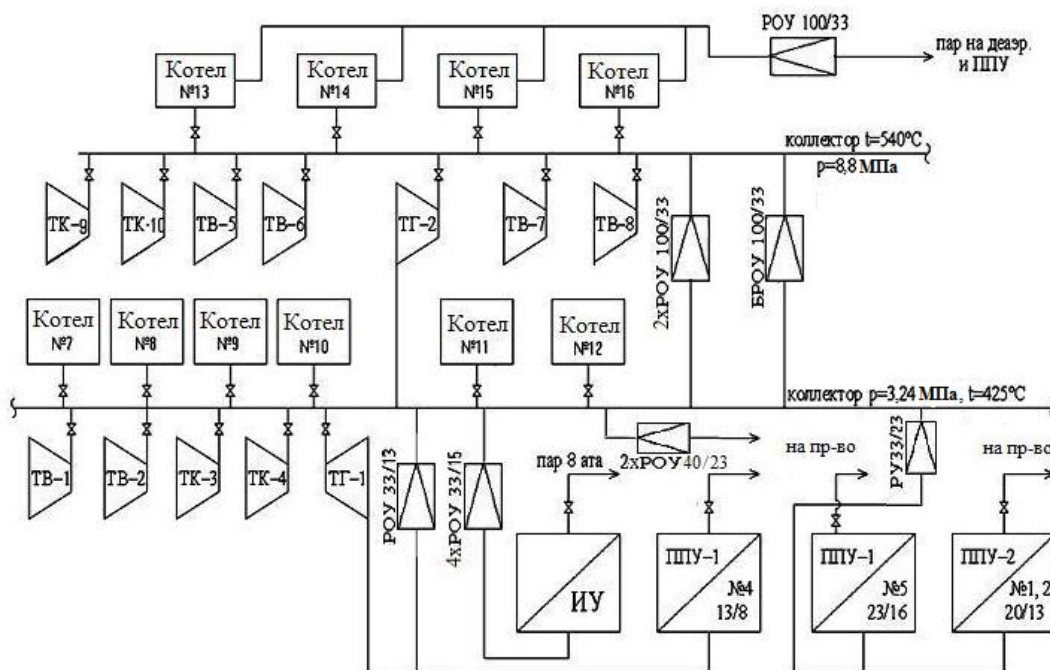 РОУ 100/33
пар на деаэр.
и ППУ
Котел
№13
Котел
№14
Котел
№15
Котел
№16
коллектор t=540°С
р=8,8 МПа
ТК-9
ТК-10
ТВ-5
ТВ-6
ТГ-2
ТВ-7
ТВ-8
2хРОУ 100/33
БРОУ 100/33
Котел
№7
Котел
№8
Котел
№9
Котел
№10
Котел
№11
Котел
№12
коллектор р=3,24 МПа, t=425°С
ТВ-1
ТВ-2
ТК-3
ТК-4
ТГ-1
РОУ 33/13
4хРОУ 33/15
пар 8 ата
2хРОУ 40/23
на пр-во
РУ33/23
на пр-во
ИУ
ППУ-1
№4
13/8
ППУ-1
№5
23/16
ППУ-2
№1, 2
20/13